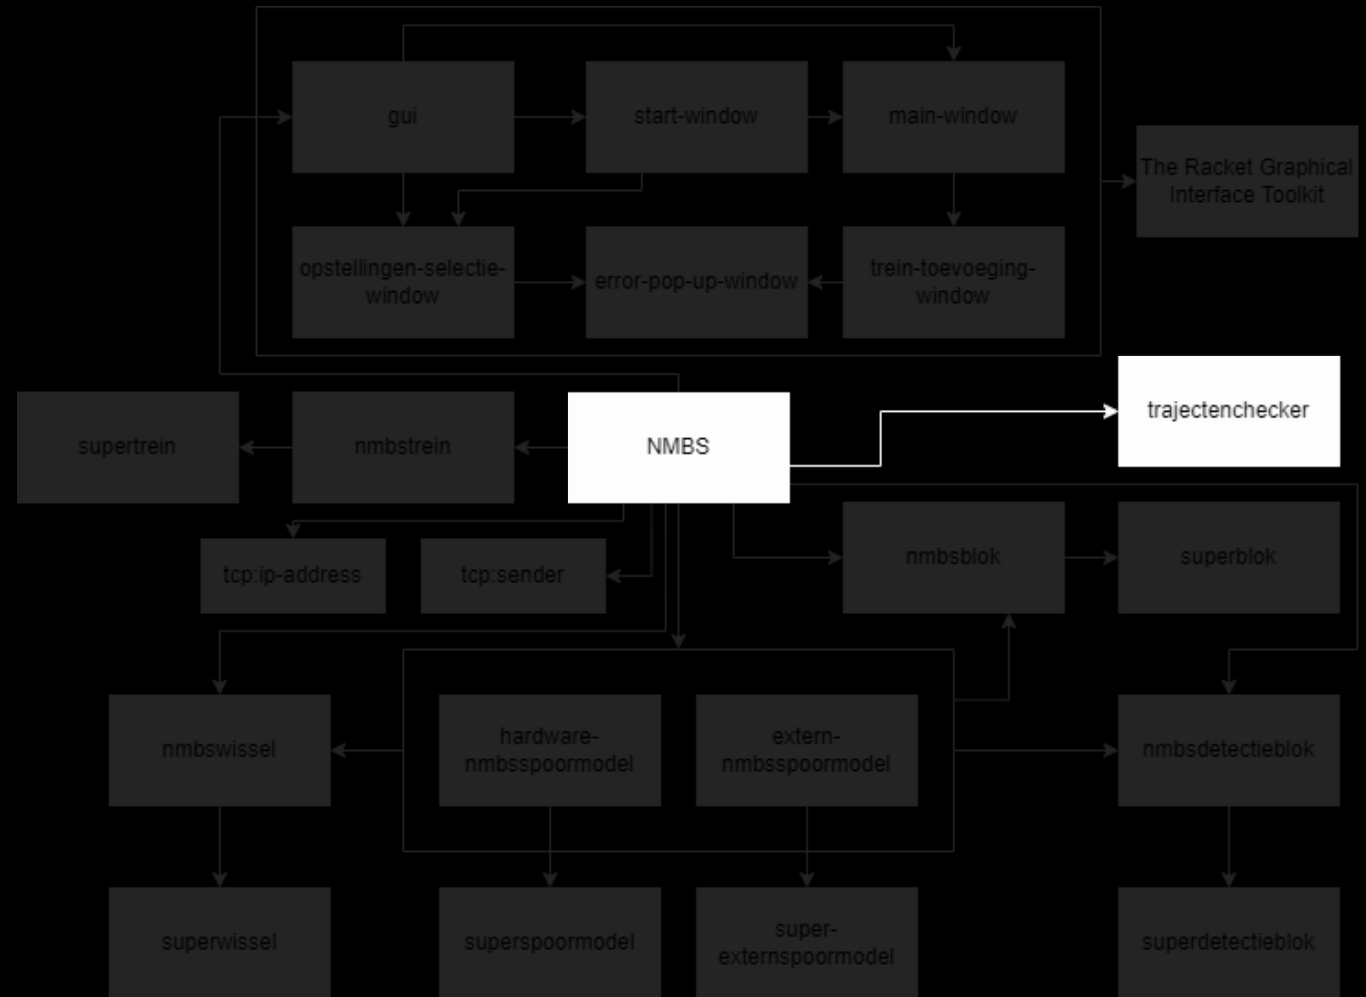 gui
start-window
main-window
The Racket Graphical
Interface Toolkit
opstellingen-selectie-
window
error-pop-up-window
trein-toevoeging-
window
trajectenchecker
supertrein
nmbstrein
NMBS
tcp:ip-address
tcp:sender
nmbsblok
superblok
nmbswissel
hardware-
nmbsspoormodel
extern-
nmbsspoormodel
nmbsdetectieblok
superwissel
superspoormodel
super-
externspoormodel
superdetectieblok